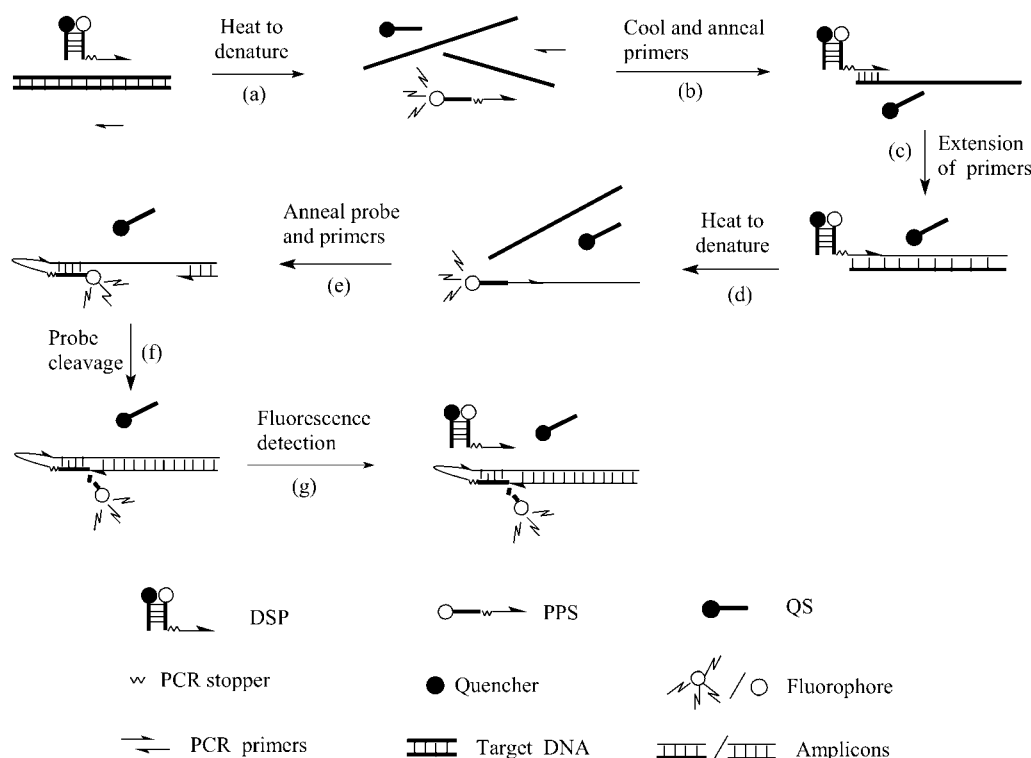 Heat to
denature
(a)
Cool and anneal
primers
(b)
(c)
Extension
of primers
Heat to
denature
(d)
Anneal probe
and primers
(e)
Probe
cleavage
(f)
Fluorescence
detection
(g)
DSP
PPS
QS
PCR stopper
Quencher
Fluorophore
PCR primers
Target DNA
Amplicons